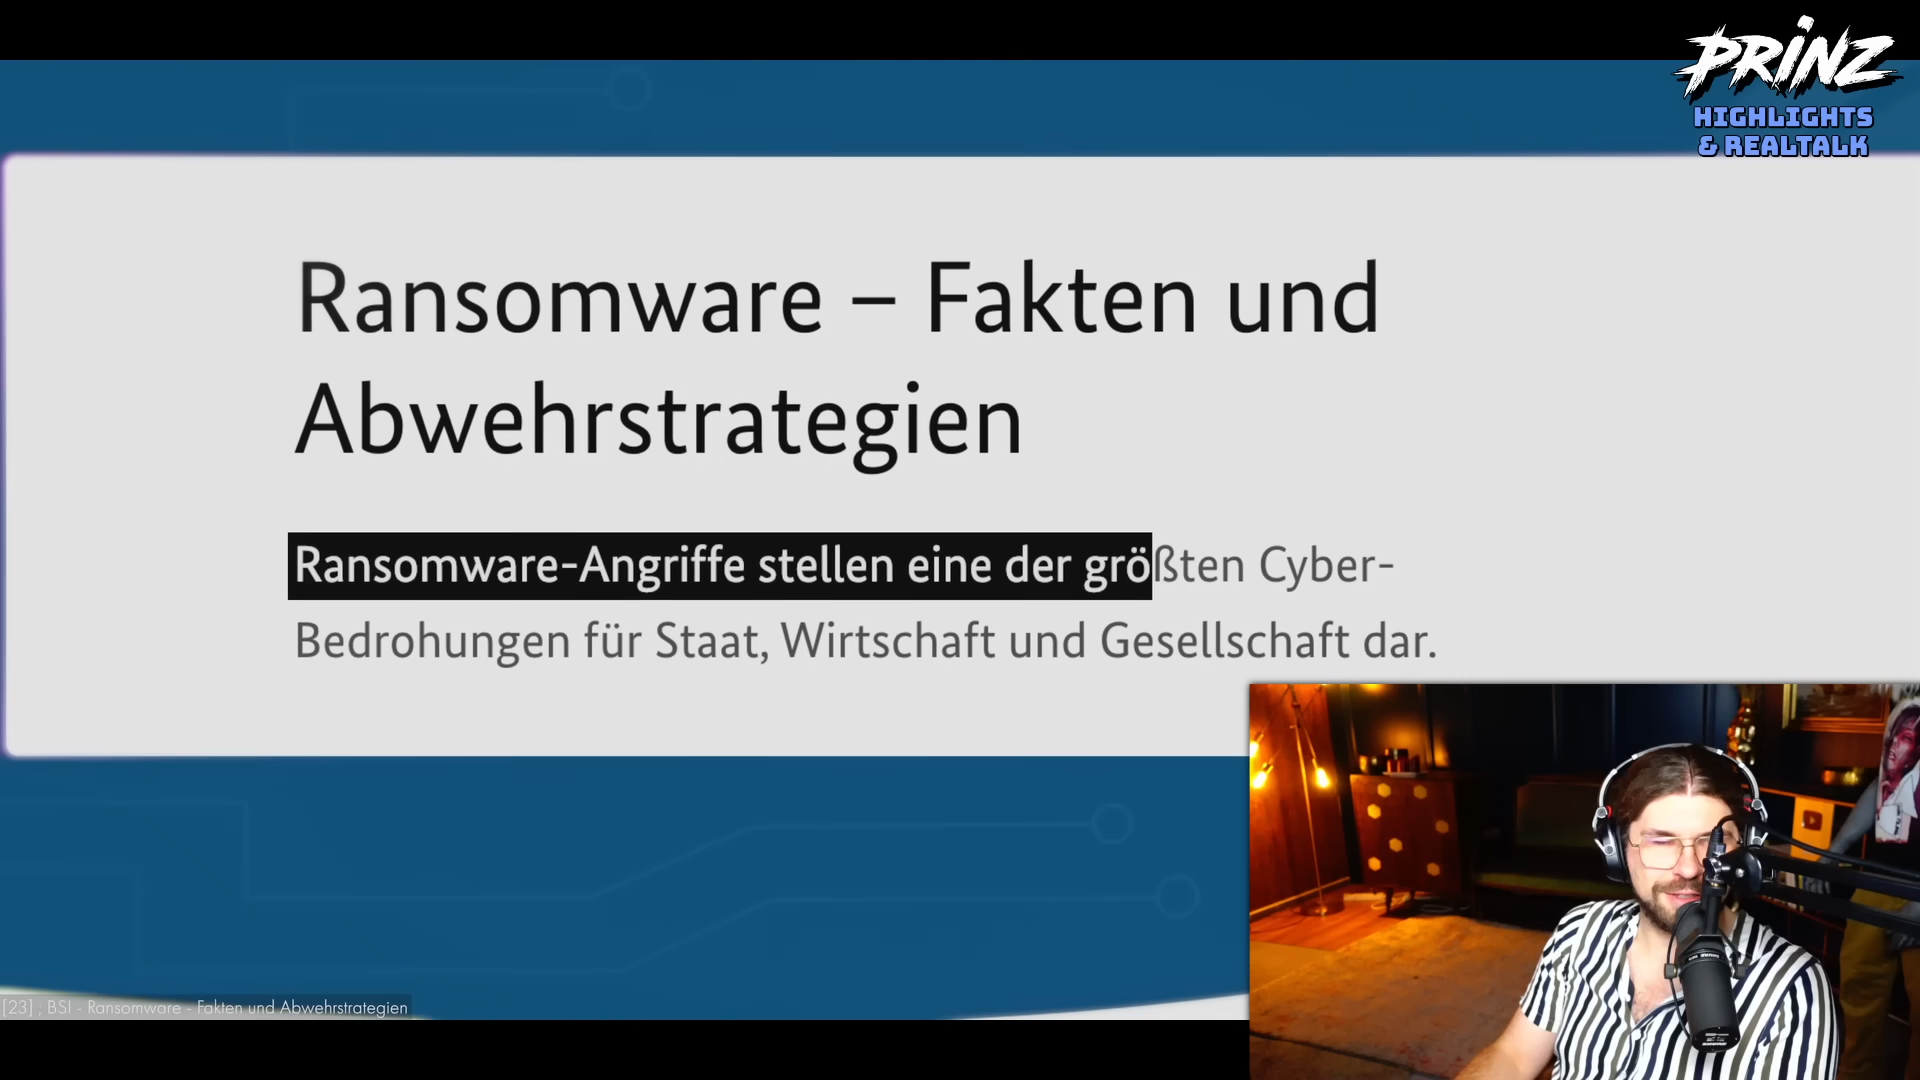 PRINZ
HIGHLIGHTS
& REALTALK
Ransomware – Fakten und
Abwehrstrategien
Ransomware-Angriffe stellen eine der größten Cyber-
Bedrohungen für Staat, Wirtschaft und Gesellschaft dar.
[23] ; BSI - Ransomware - Fakten und Abwehrstrategien